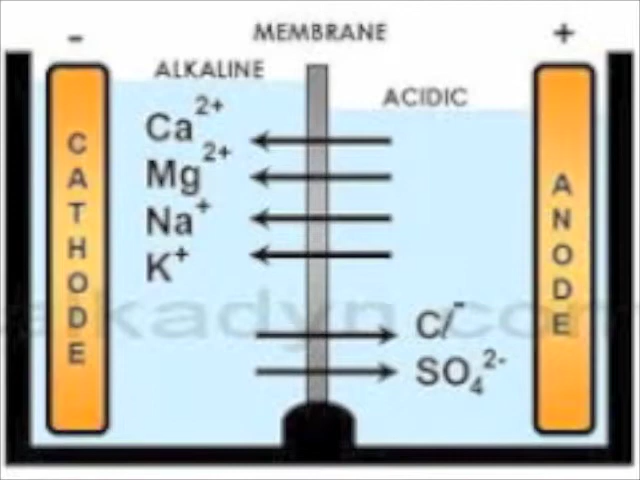 - MEMBRANE +
ALKALINE
ACIDIC
CATHODE
ANODE
Ca2+
Mg2+
Na+
K+
Cl-
SO42-